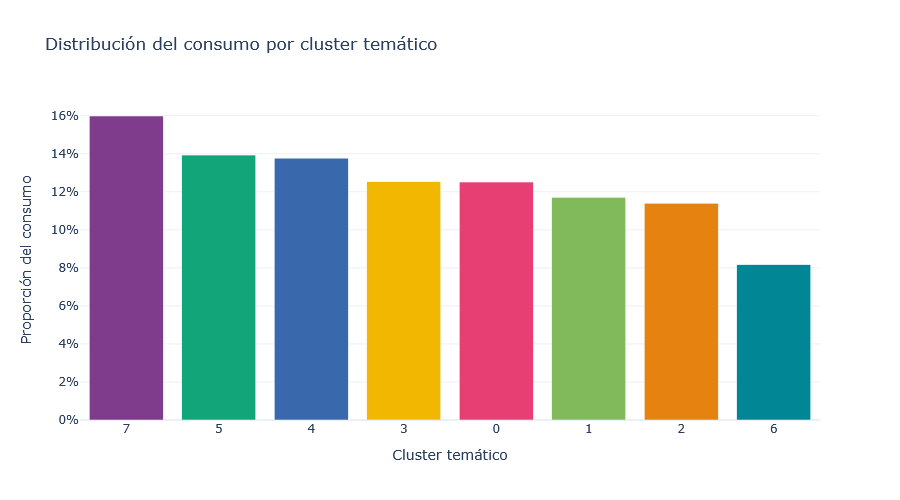 Distribución del consumo por cluster temático
16%
14%
12%
10%
8%
6%
4%
2%
0%
Proporción del consumo
7 5 4 3 0 1 2 6
Cluster temático